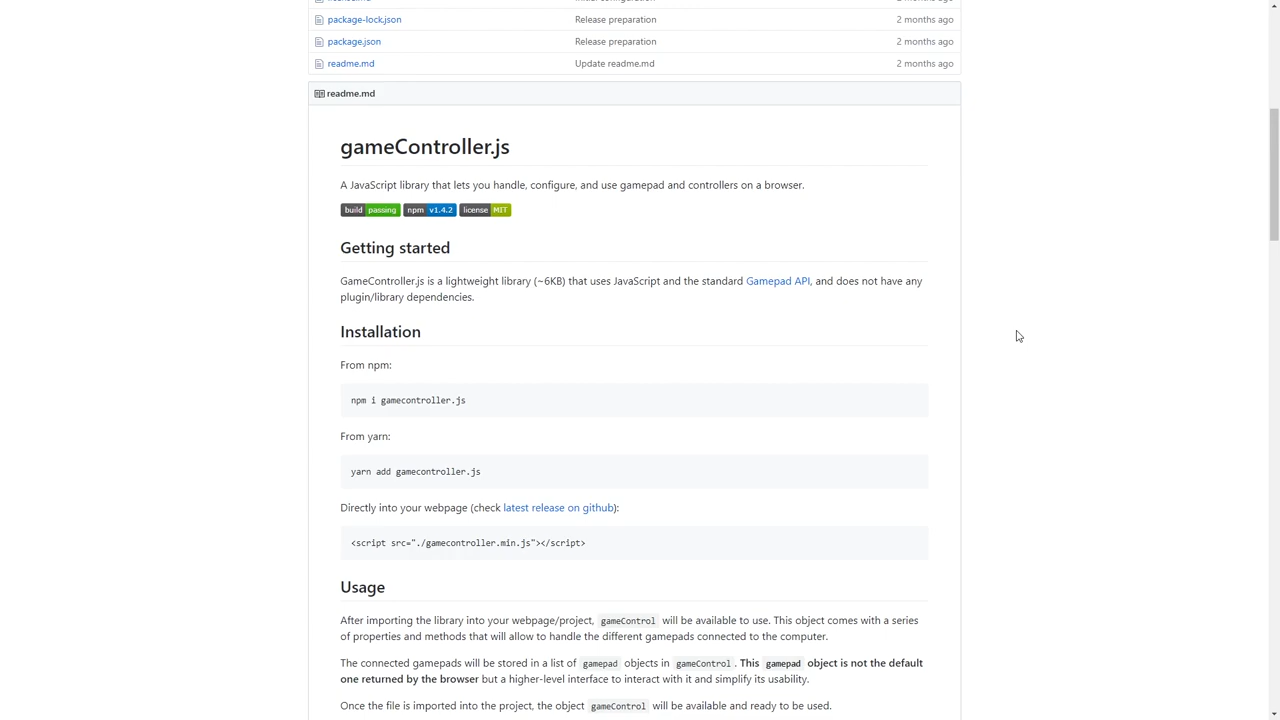 package-lock.json Release preparation 2 months ago
package.json Release preparation 2 months ago
readme.md Update readme.md 2 months ago
readme.md
gameController.js
A JavaScript library that lets you handle, configure, and use gamepad and controllers on a browser.
build passing npm v1.4.2 license MIT
Getting started
GameController.js is a lightweight library (~6KB) that uses JavaScript and the standard Gamepad API, and does not have any
plugin/library dependencies.
Installation
From npm:
npm i gamecontroller.js
From yarn:
yarn add gamecontroller.js
Directly into your webpage (check latest release on github):
<script src="./gamecontroller.min.js"></script>
Usage
After importing the library into your webpage/project, gameControl will be available to use. This object comes with a series
of properties and methods that will allow to handle the different gamepads connected to the computer.
The connected gamepads will be stored in a list of gamepad objects in gameControl. This gamepad object is not the default
one returned by the browser but a higher-level interface to interact with it and simplify its usability.
Once the file is imported into the project, the object gameControl will be available and ready to be used.